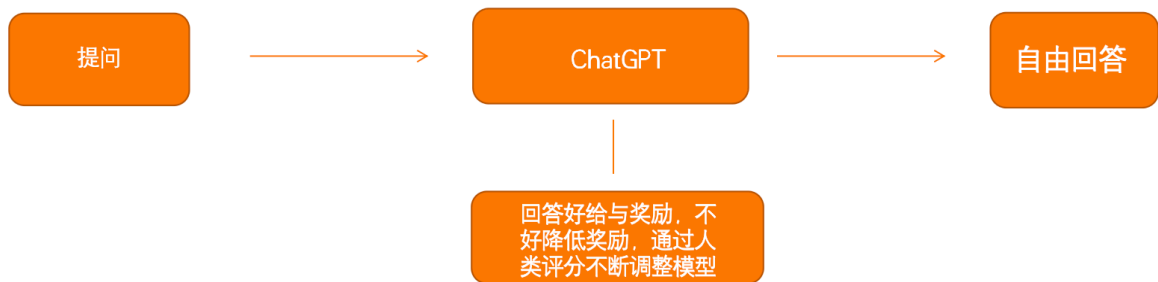 提问
ChatGPT
自由回答
回答好给与奖励，不
好降低奖励，通过人
类评分不断调整模型